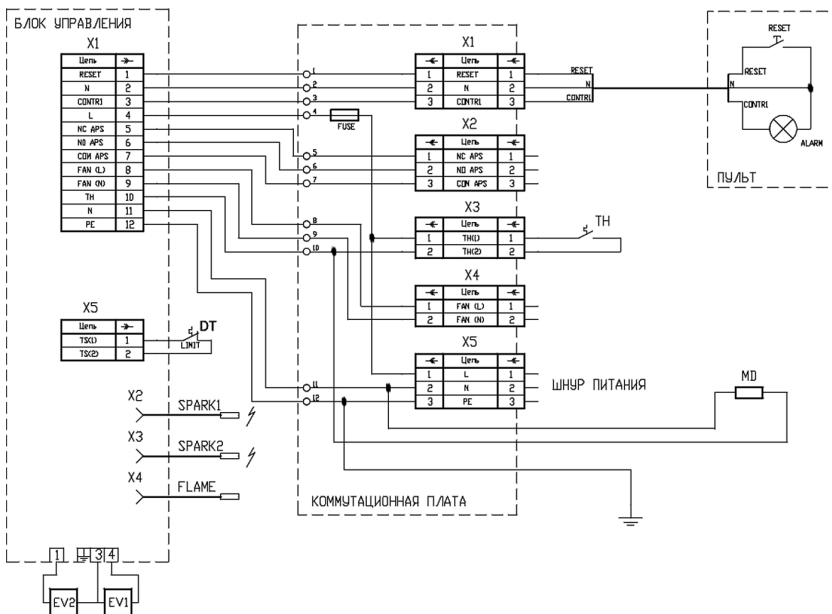 БЛОК УПРАВЛЕНИЯ
X1
Цепь
RESET 1
N 2
CONTR1 3
L 4
NC APS 5
NO APS 6
COM APS 7
FAN (L) 8
FAN (N) 9
TH 10
N 11
PE 12
X5
Цепь
TS(1) 1
TS(2) 2
DT
LIMIT
X2
SPARK1
X3
SPARK2
X4
FLAME
1
3
4
EV2
EV1
1
2
3
4
FUSE
5
6
7
8
9
10
11
12
X1
Цепь
1 RESET 1
2 N 2
3 CONTR1 3
X2
Цепь
1 NC APS 1
2 NO APS 2
3 COM APS 3
X3
Цепь
1 TH(1) 1
2 TH(2) 2
X4
Цепь
1 FAN (L) 1
2 FAN (N) 2
X5
Цепь
1 L 1
2 N 2
3 PE 3
КОММУТАЦИОННАЯ ПЛАТА
RESET
N
CONTR1
TH
ШНУР ПИТАНИЯ
MD
RESET
RESET
N
CONTR1
ALARM
ПУЛЬТ